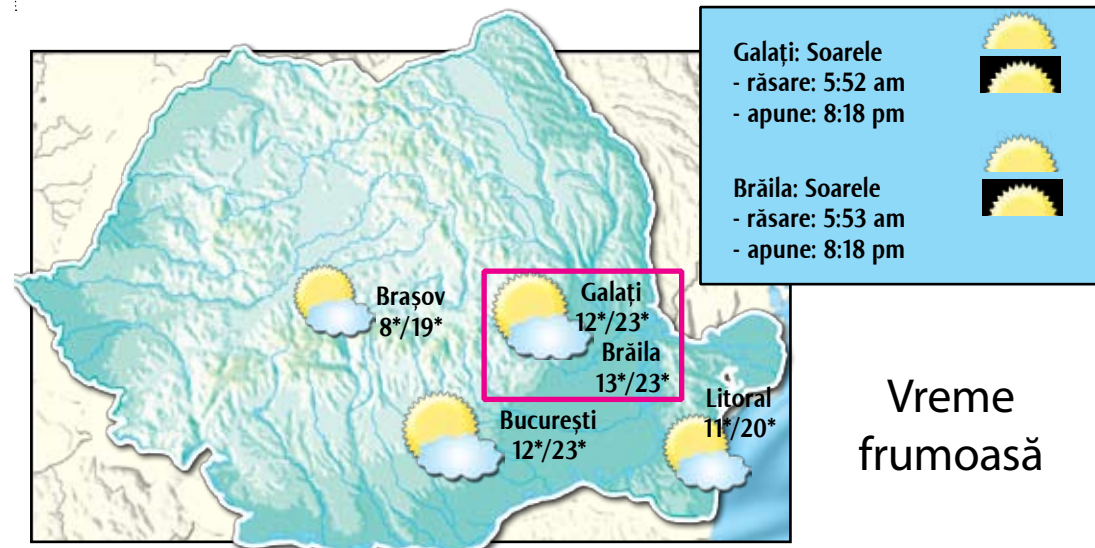 Galați: Soarele
- răsare: 5:52 am
- apune: 8:18 pm
Brăila: Soarele
- răsare: 5:53 am
- apune: 8:18 pm
Brașov
8*/19*
Galați
12*/23*
Brăila
13*/23*
București
12*/23*
Litoral
11*/20*
Vreme
frumoasă